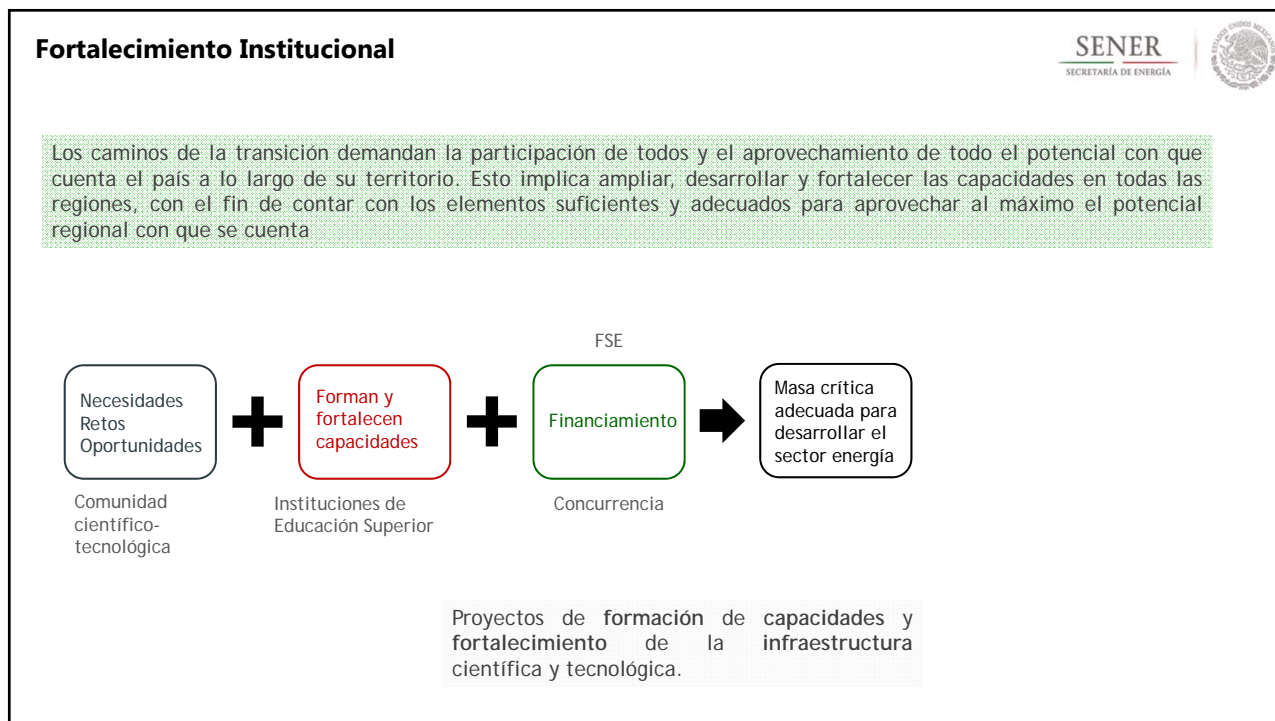 Fortalecimiento Institucional
SENER
SECRETARÍA DE ENERGÍA
ESTADOS UNIDOS MEXICANOS
Los caminos de la transición demandan la participación de todos y el aprovechamiento de todo el potencial con que
cuenta el país a lo largo de su territorio. Esto implica ampliar, desarrollar y fortalecer las capacidades en todas las
regiones, con el fin de contar con los elementos suficientes y adecuados para aprovechar al máximo el potencial
regional con que se cuenta
FSE
Necesidades
Retos
Oportunidades
Forman y
fortalecen
capacidades
Financiamiento
Masa crítica
adecuada para
desarrollar el
sector energía
Comunidad
científico-
tecnológica
Instituciones de
Educación Superior
Concurrencia
Proyectos de formación de capacidades y
fortalecimiento de la infraestructura
científica y tecnológica.